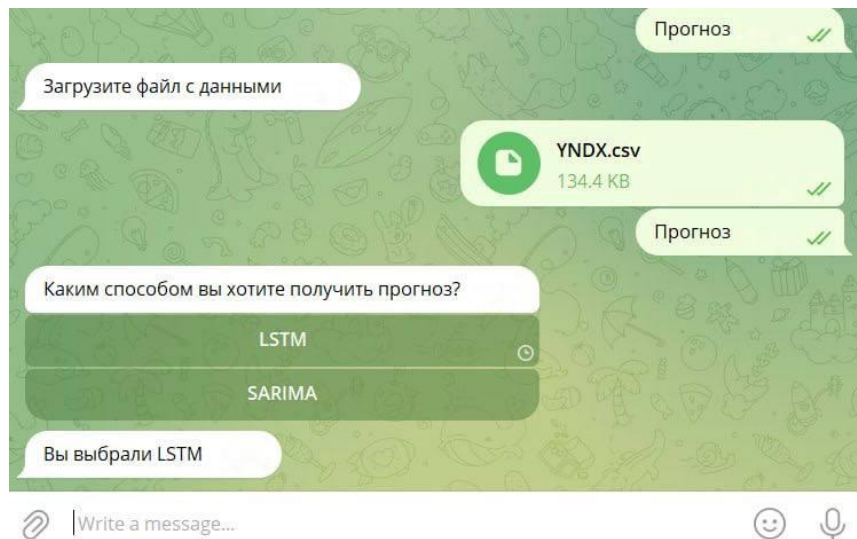 Прогноз
Загрузите файл с данными
YNDX.csv
134.4 KB
Прогноз
Каким способом вы хотите получить прогноз?
LSTM
SARIMA
Вы выбрали LSTM
Write a message...